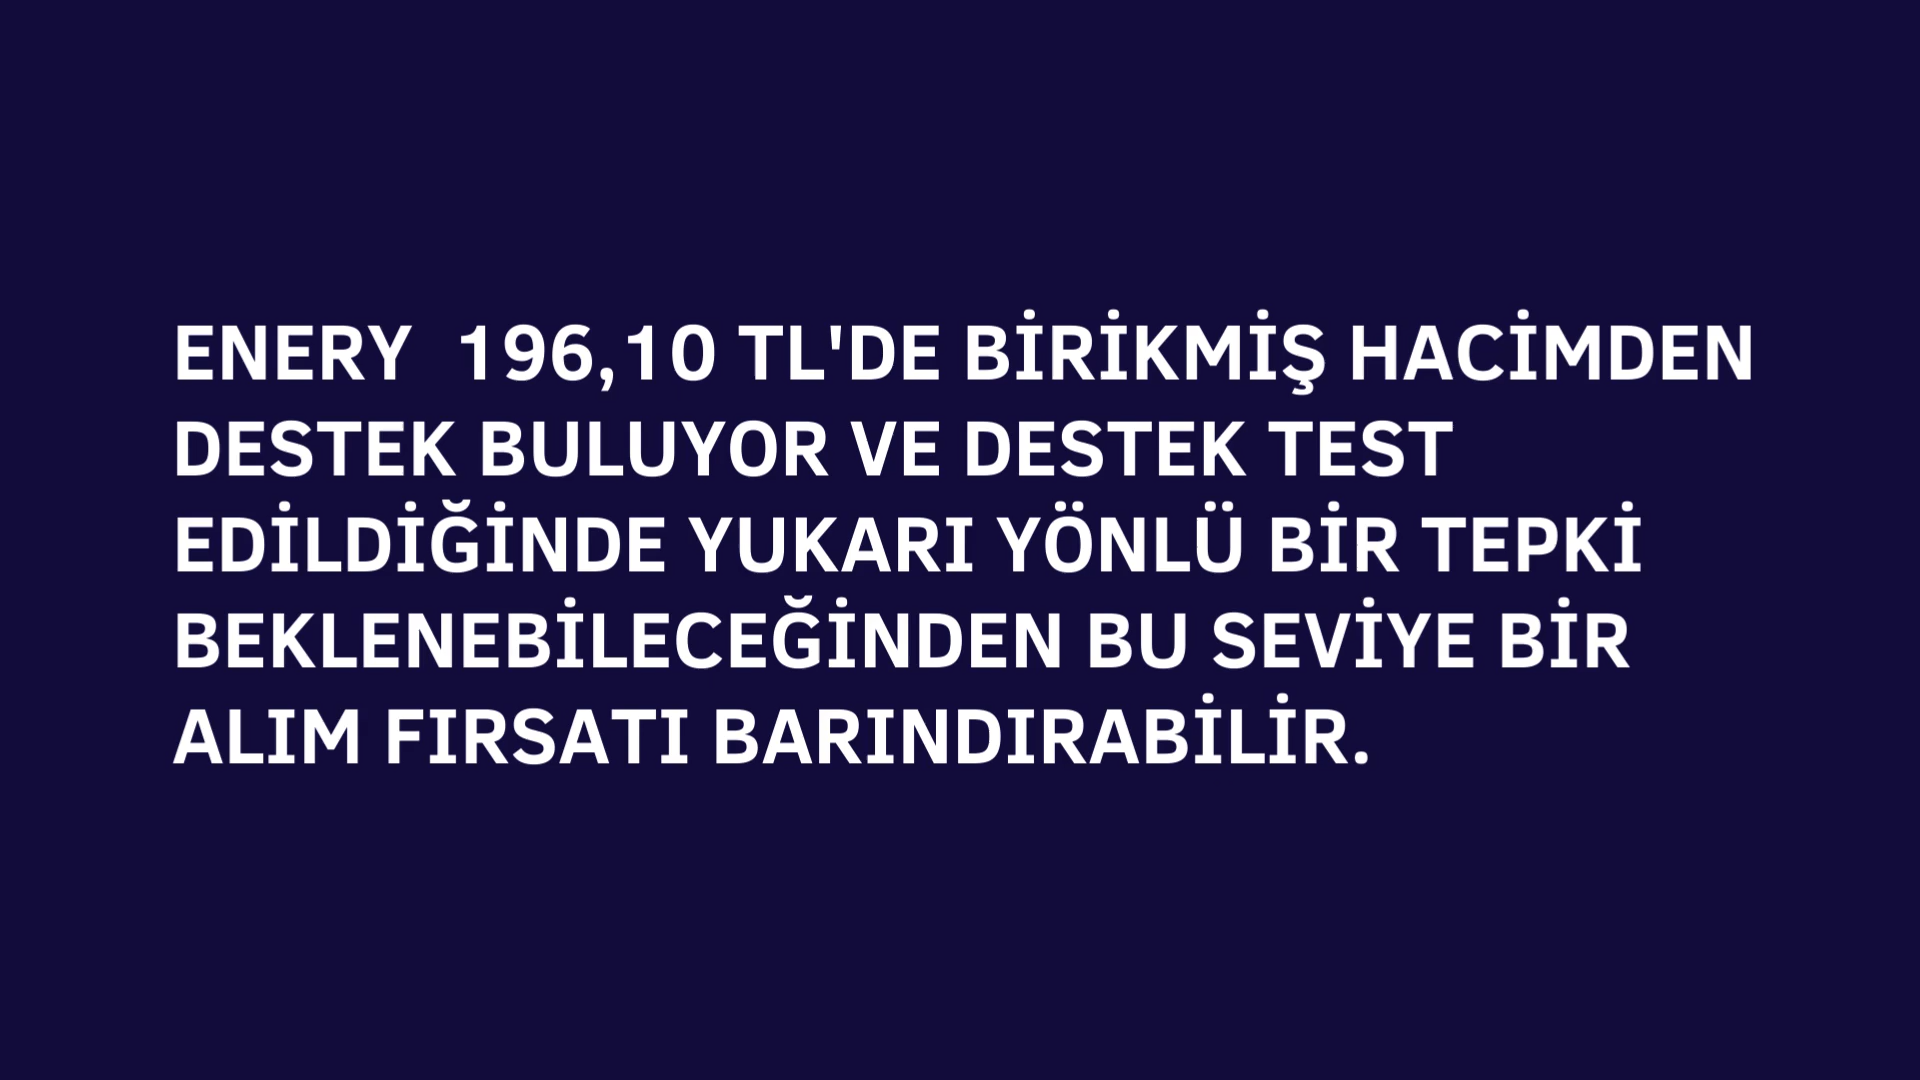 ENERY  196,10 TL'DE BİRİKMİŞ HACİMDEN
DESTEK BULUYOR VE DESTEK TEST
EDİLDİĞİNDE YUKARI YÖNLÜ BİR TEPKİ
BEKLENEBİLECEĞİNDEN BU SEVİYE BİR
ALIM FIRSATI BARINDIRABİLİR.